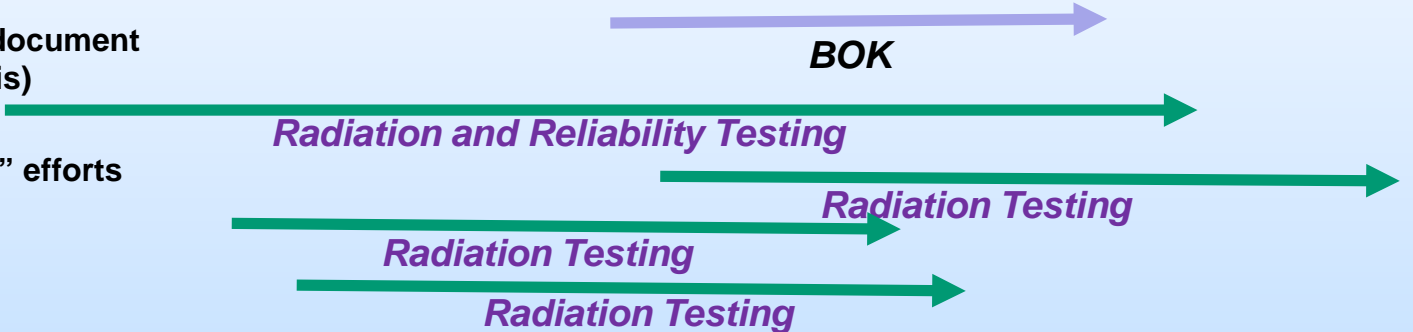 document
BOK
is)
Radiation and Reliability Testing
” efforts
Radiation Testing
Radiation Testing
Radiation Testing